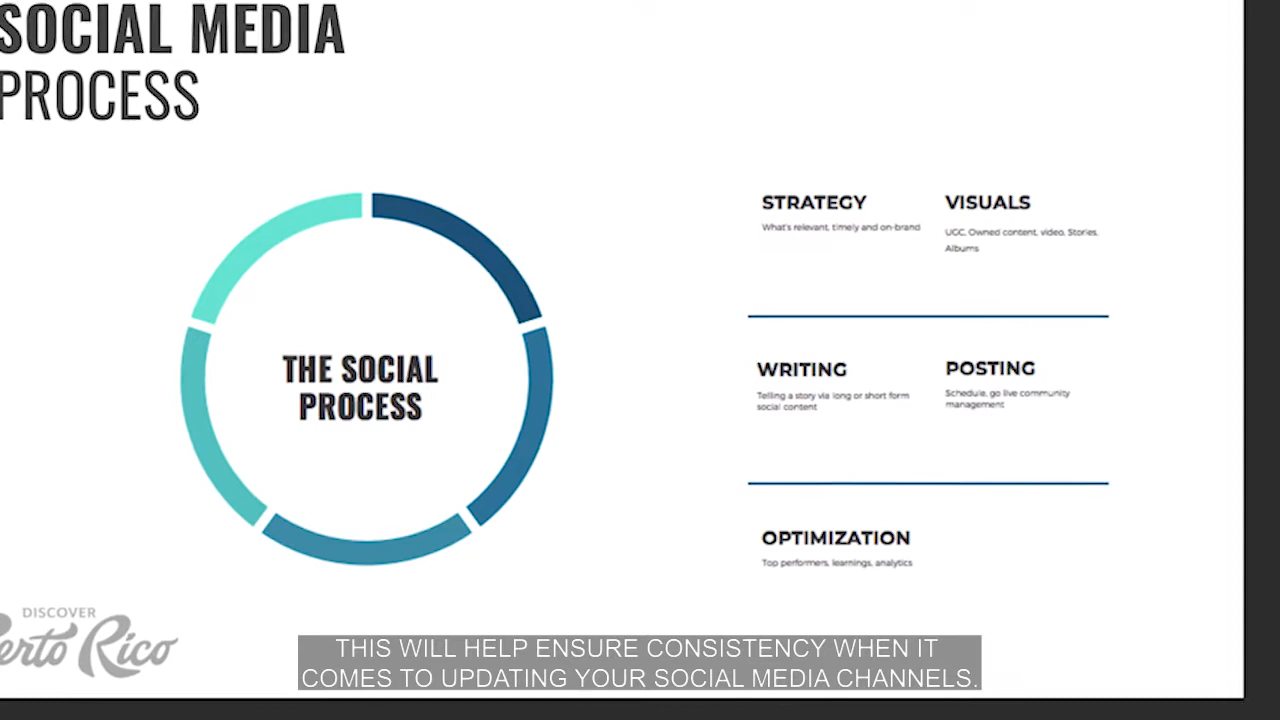 SOCIAL MEDIA
PROCESS
THE SOCIAL
PROCESS
STRATEGY
What's relevant, timely and on-brand
VISUALS
UGC, Owned content, video, Stories,
Albums
WRITING
Telling a story via long or short form
social content
POSTING
Schedule, go live community
management
OPTIMIZATION
Top performers, learnings, analytics
DISCOVER
erto Rico
THIS WILL HELP ENSURE CONSISTENCY WHEN IT
COMES TO UPDATING YOUR SOCIAL MEDIA CHANNELS.